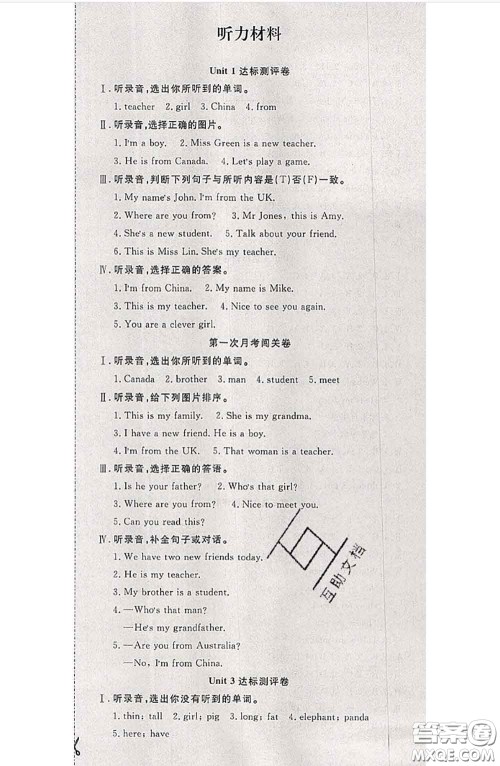 听力材料
Unit 1 达标测评卷
Ⅰ. 听录音,选出你所听到的单词。
1. teacher 2. girl 3. China 4. from
Ⅱ. 听录音,选择正确的图片。
1. I'm a boy. 2. Miss Green is a new teacher.
3. He is from Canada. 4. Let's play a game.
Ⅲ. 听录音,判断下列句子与所听内容是(T)否(F)一致。
1. My name's John. I'm from the UK.
2. Where are you from? 3. Mr Jones, this is Amy.
4. She's a new student. 5. Talk about your friend.
6. This is Miss Lin. She's my teacher.
Ⅳ. 听录音,选择正确的答案。
1. I'm from China. 2. My name is Mike.
3. This is my teacher. 4. Nice to see you again.
5. You are a clever girl.
第一次月考闯关卷
Ⅰ. 听录音,选出你所听到的单词。
1. Canada 2. brother 3. man 4. student 5. meet
Ⅱ. 听录音,给下列图片排序。
1. This is my family. 2. She is my grandma.
3. I have a new friend. He is a boy.
4. I'm from the UK. 5. That woman is a teacher.
Ⅲ. 听录音,选择正确的答语。
1. Is he your father? 2. Who's that girl?
3. Where are you from? 4. Nice to meet you.
5. Can you read this?
Ⅳ. 听录音,补全句子或对话。
1. We have two new friends today.
2. He is my teacher.
3. My brother is a student.
4. —Who's that man?
—He's my grandfather.
5. —Are you from Australia?
—No, I'm from China.
Unit 3 达标测评卷
Ⅰ. 听录音,选出你没有听到的单词。
1. thin; tall 2. girl; pig 3. long; fat 4. elephant; panda
5. here; have
互助文档
答案圈
MXQE.COM